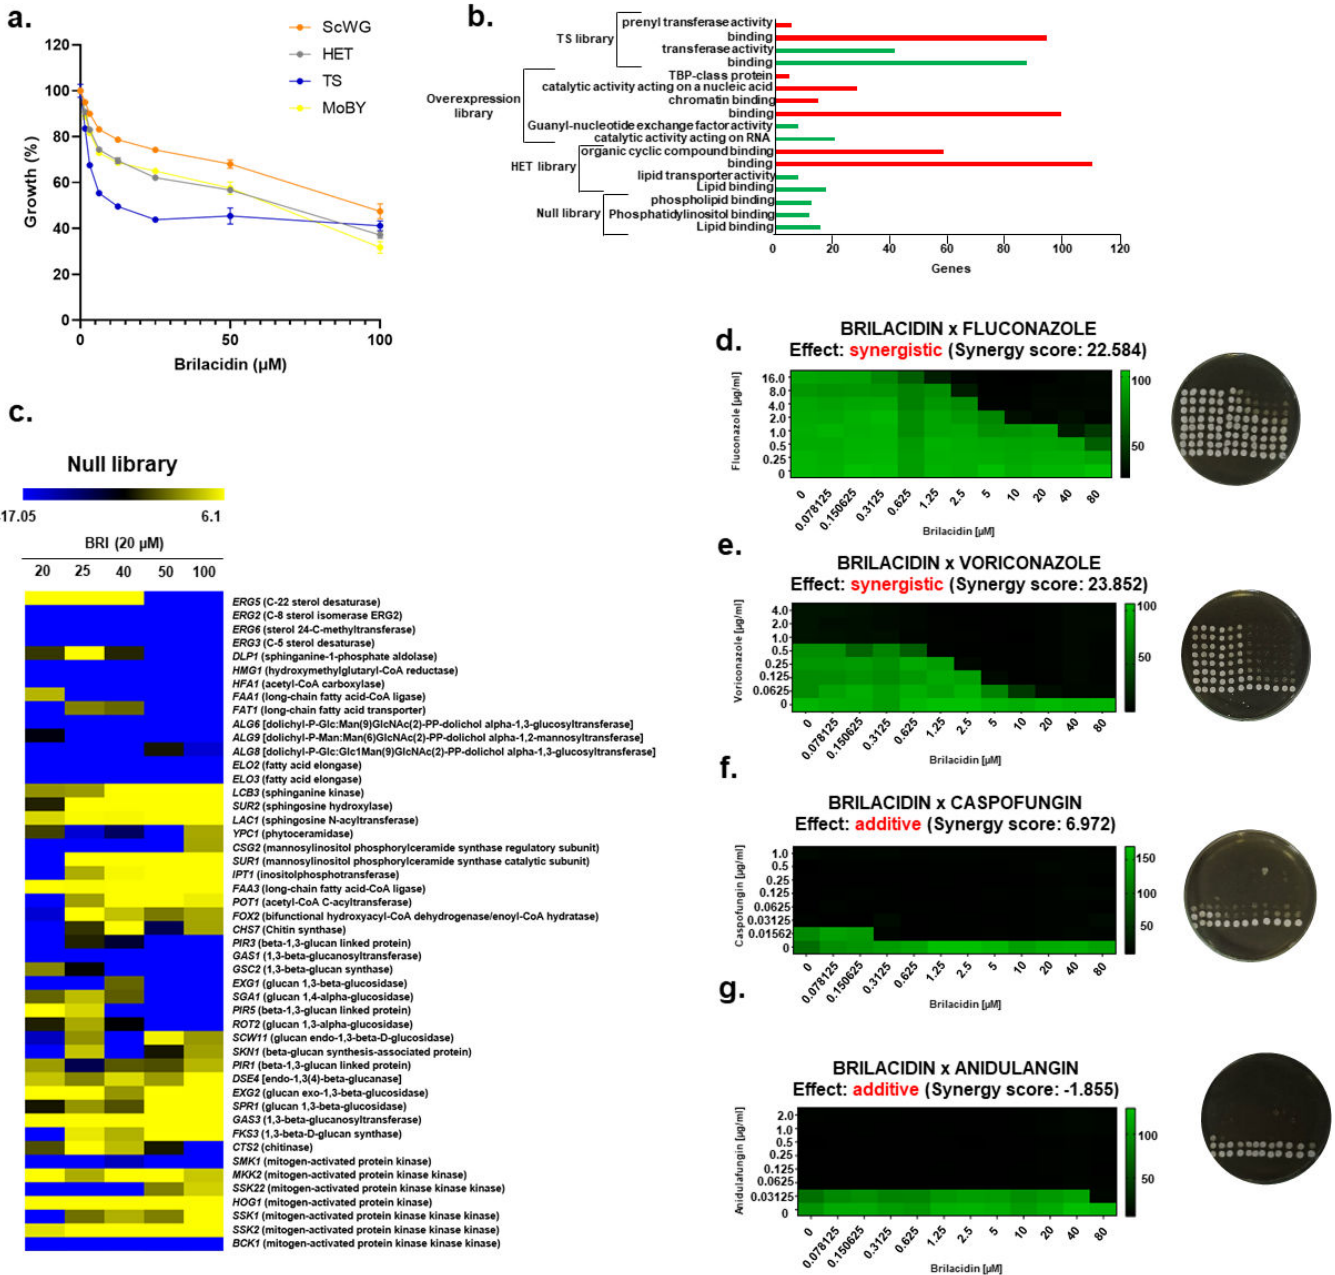 a.
ScWG
HET
TS
MoBY
120
100
80
60
40
20
0
Growth (%)
0
50
100
Brilacidin (µM)
b.
TS library
Overexpression
library
HET library
Null library
prenyl transferase activity
binding
transferase activity
binding
TBP-class protein
catalytic activity acting on a nucleic acid
chromatin binding
binding
Guanyl-nucleotide exchange factor activity
catalytic activity acting on RNA
organic cyclic compound binding
binding
lipid transporter activity
Lipid binding
phospholipid binding
Phosphatidylinositol binding
Lipid binding
0 20 40 60 80 100 120
Genes
c.
Null library
17.05 6.1
BRI (20 µM)
20 25 40 50 100
ERG5 (C-22 sterol desaturase)
ERG2 (C-8 sterol isomerase ERG2)
ERG6 (sterol 24-C-methyltransferase)
ERG3 (C-5 sterol desaturase)
DLP1 (sphinganine-1-phosphate aldolase)
HMG1 (hydroxymethylglutaryl-CoA reductase)
HFA1 (acetyl-CoA carboxylase)
FAA1 (long-chain fatty acid-CoA ligase)
FAT1 (long-chain fatty acid transporter)
ALG6 [dolichyl-P-Glc:Man(9)GlcNAc(2)-PP-dolichol alpha-1,3-glucosyltransferase]
ALG9 [dolichyl-P-Man:Man(6)GlcNAc(2)-PP-dolichol alpha-1,2-mannosyltransferase]
ALG8 [dolichyl-P-Glc:Glc1Man(9)GlcNAc(2)-PP-dolichol alpha-1,3-glucosyltransferase]
ELO2 (fatty acid elongase)
ELO3 (fatty acid elongase)
LCB3 (sphinganine kinase)
SUR2 (sphingosine hydroxylase)
LAC1 (sphingosine N-acyltransferase)
YPC1 (phytoceramidase)
CSG2 (mannosylinositol phosphorylceramide synthase regulatory subunit)
SUR1 (mannosylinositol phosphorylceramide synthase catalytic subunit)
IPT1 (inositolphosphotransferase)
FAA3 (long-chain fatty acid-CoA ligase)
POT1 (acetyl-CoA C-acyltransferase)
FOX2 (bifunctional hydroxyacyl-CoA dehydrogenase/enoyl-CoA hydratase)
CHS7 (Chitin synthase)
PIR3 (beta-1,3-glucan linked protein)
GAS1 (1,3-beta-glucanosyltransferase)
GSC2 (1,3-beta-glucan synthase)
EXG1 (glucan 1,3-beta-glucosidase)
SGA1 (glucan 1,4-alpha-glucosidase)
PIR5 (beta-1,3-glucan linked protein)
ROT2 (glucan 1,3-alpha-glucosidase)
SCW11 (glucan endo-1,3-beta-D-glucosidase)
SKN1 (beta-glucan synthesis-associated protein)
PIR1 (beta-1,3-glucan linked protein)
DSE4 [endo-1,3(4)-beta-glucanase]
EXG2 (glucan exo-1,3-beta-glucosidase)
SPR1 (glucan 1,3-beta-glucosidase)
GAS3 (1,3-beta-glucanosyltransferase)
FKS3 (1,3-beta-D-glucan synthase)
CTS2 (chitinase)
SMK1 (mitogen-activated protein kinase)
MKK2 (mitogen-activated protein kinase kinase)
SSK22 (mitogen-activated protein kinase kinase kinase)
HOG1 (mitogen-activated protein kinase)
SSK1 (mitogen-activated protein kinase kinase kinase)
SSK2 (mitogen-activated protein kinase kinase kinase)
BCK1 (mitogen-activated protein kinase kinase kinase)
d.
BRILACIDIN x FLUCONAZOLE
Effect: synergistic (Synergy score: 22.584)
Fluconazole [µg/ml]
16.0
8.0
4.0
2.0
1.0
0.5
0.25
0
100
50
0 0.078125 0.150625 0.3125 0.625 1.25 2.5 5 10 20 40 80
Brilacidin [µM]
e.
BRILACIDIN x VORICONAZOLE
Effect: synergistic (Synergy score: 23.852)
Voriconazole [µg/ml]
4.0
2.0
1.0
0.5
0.25
0.125
0.0625
0
100
50
0 0.078125 0.150625 0.3125 0.625 1.25 2.5 5 10 20 40 80
Brilacidin [µM]
f.
BRILACIDIN x CASPOFUNGIN
Effect: additive (Synergy score: 6.972)
Caspofungin [µg/ml]
1.0
0.5
0.25
0.125
0.0625
0.03125
0.01562
0
150
100
50
0 0.078125 0.150625 0.3125 0.625 1.25 2.5 5 10 20 40 80
Brilacidin [µM]
g.
BRILACIDIN x ANIDULANGIN
Effect: additive (Synergy score: -1.855)
Anidulafungin [µg/ml]
2.0
1.0
0.5
0.25
0.125
0.0625
0.03125
0
100
50
0 0.078125 0.150625 0.3125 0.625 1.25 2.5 5 10 20 40 80
Brilacidin [µM]